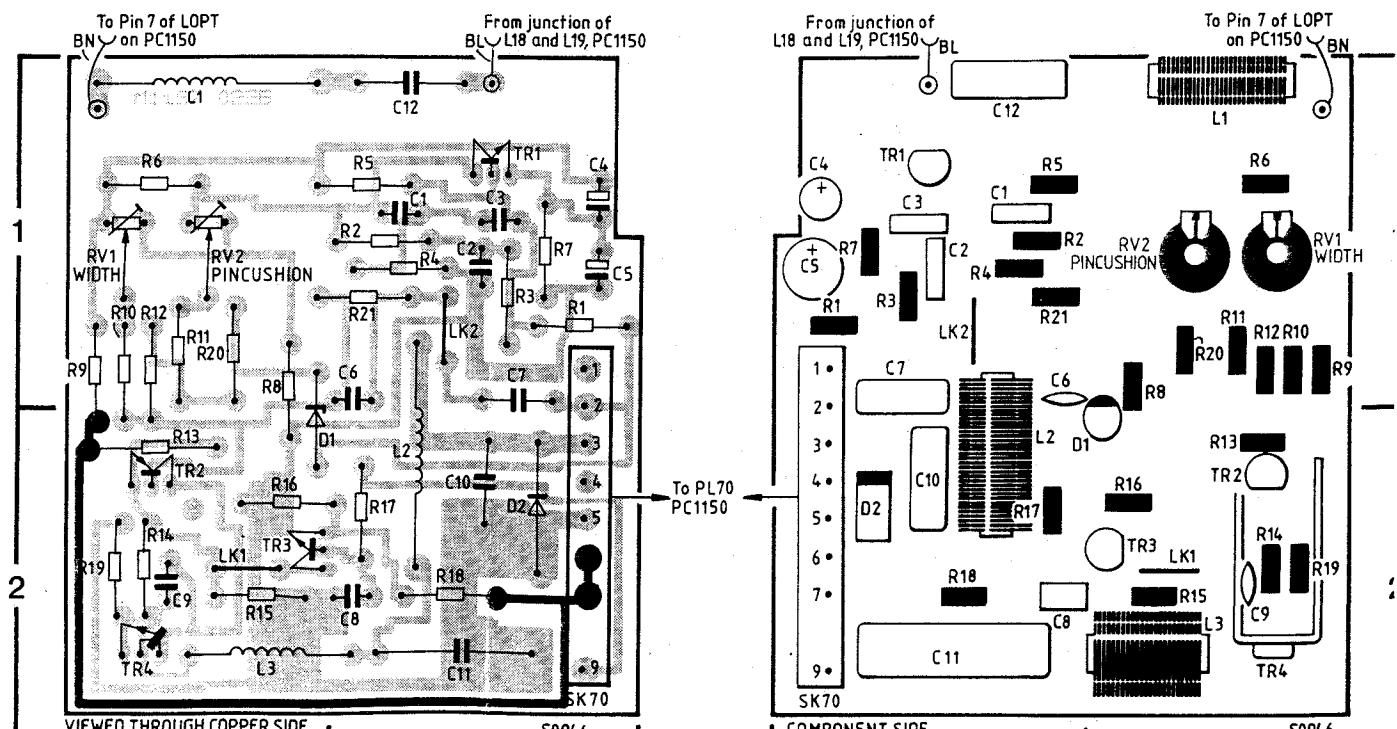 To Pin 7 of LOPT
on PC1150
BN
From junction of
L18 and L19, PC1150
BL
C1
C12
R6
R5
TR1
C4
C1
C3
R2
C2
R7
R4
C5
RV1
WIDTH
RV2
PINCUSHION
R3
R21
LK2
R1
R10
R12
R11
R20
R9
R8
C6
C7
D1
1
2
3
4
5
9
R13
TR2
L2
C10
D2
R16
R17
R14
R19
TR3
LK1
C9
R15
C8
R18
TR4
L3
C11
SK70
VIEWED THROUGH COPPER SIDE
1
2
To PL70
PC1150
From junction of
L18 and L19, PC1150
BL
To Pin 7 of LOPT
on PC1150
BN
C12
L1
TR1
C4
+
R5
R6
C3
C1
R7
C2
R2
R4
RV2
PINCUSHION
RV1
WIDTH
+
C5
R3
R1
R21
LK2
R20
R11
R12
R10
R9
C7
C6
R8
D1
L2
R13
TR2
C10
D2
R17
R16
R14
R19
TR3
LK1
R18
C8
R15
C9
L3
C11
TR4
1
2
3
4
5
6
7
9
SK70
COMPONENT SIDE